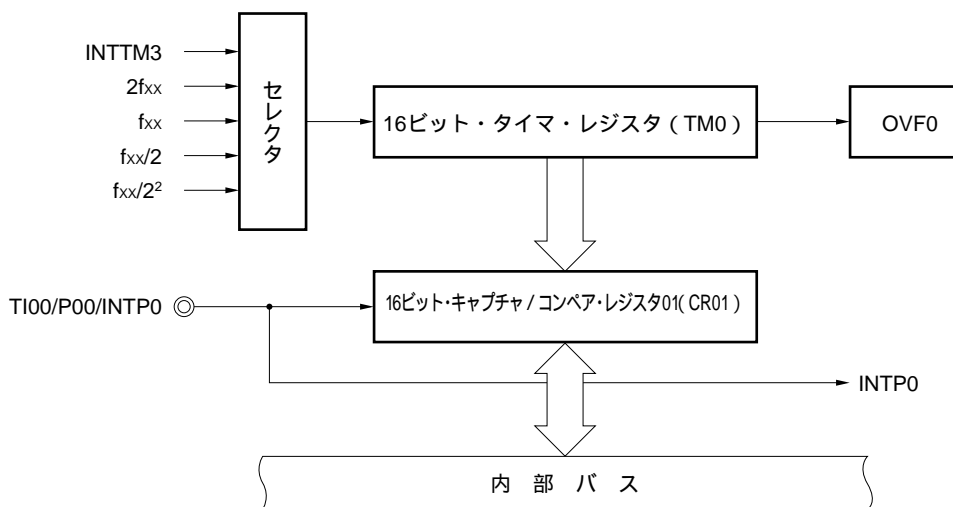 INTTM3
2fxx
fxx
fxx/2
fxx/2²
セレクタ
16ビット・タイマ・レジスタ（TM0）
OVF0
TI00/P00/INTP0
16ビット・キャプチャ/コンペア・レジスタ01(CR01)
INTP0
内部バス